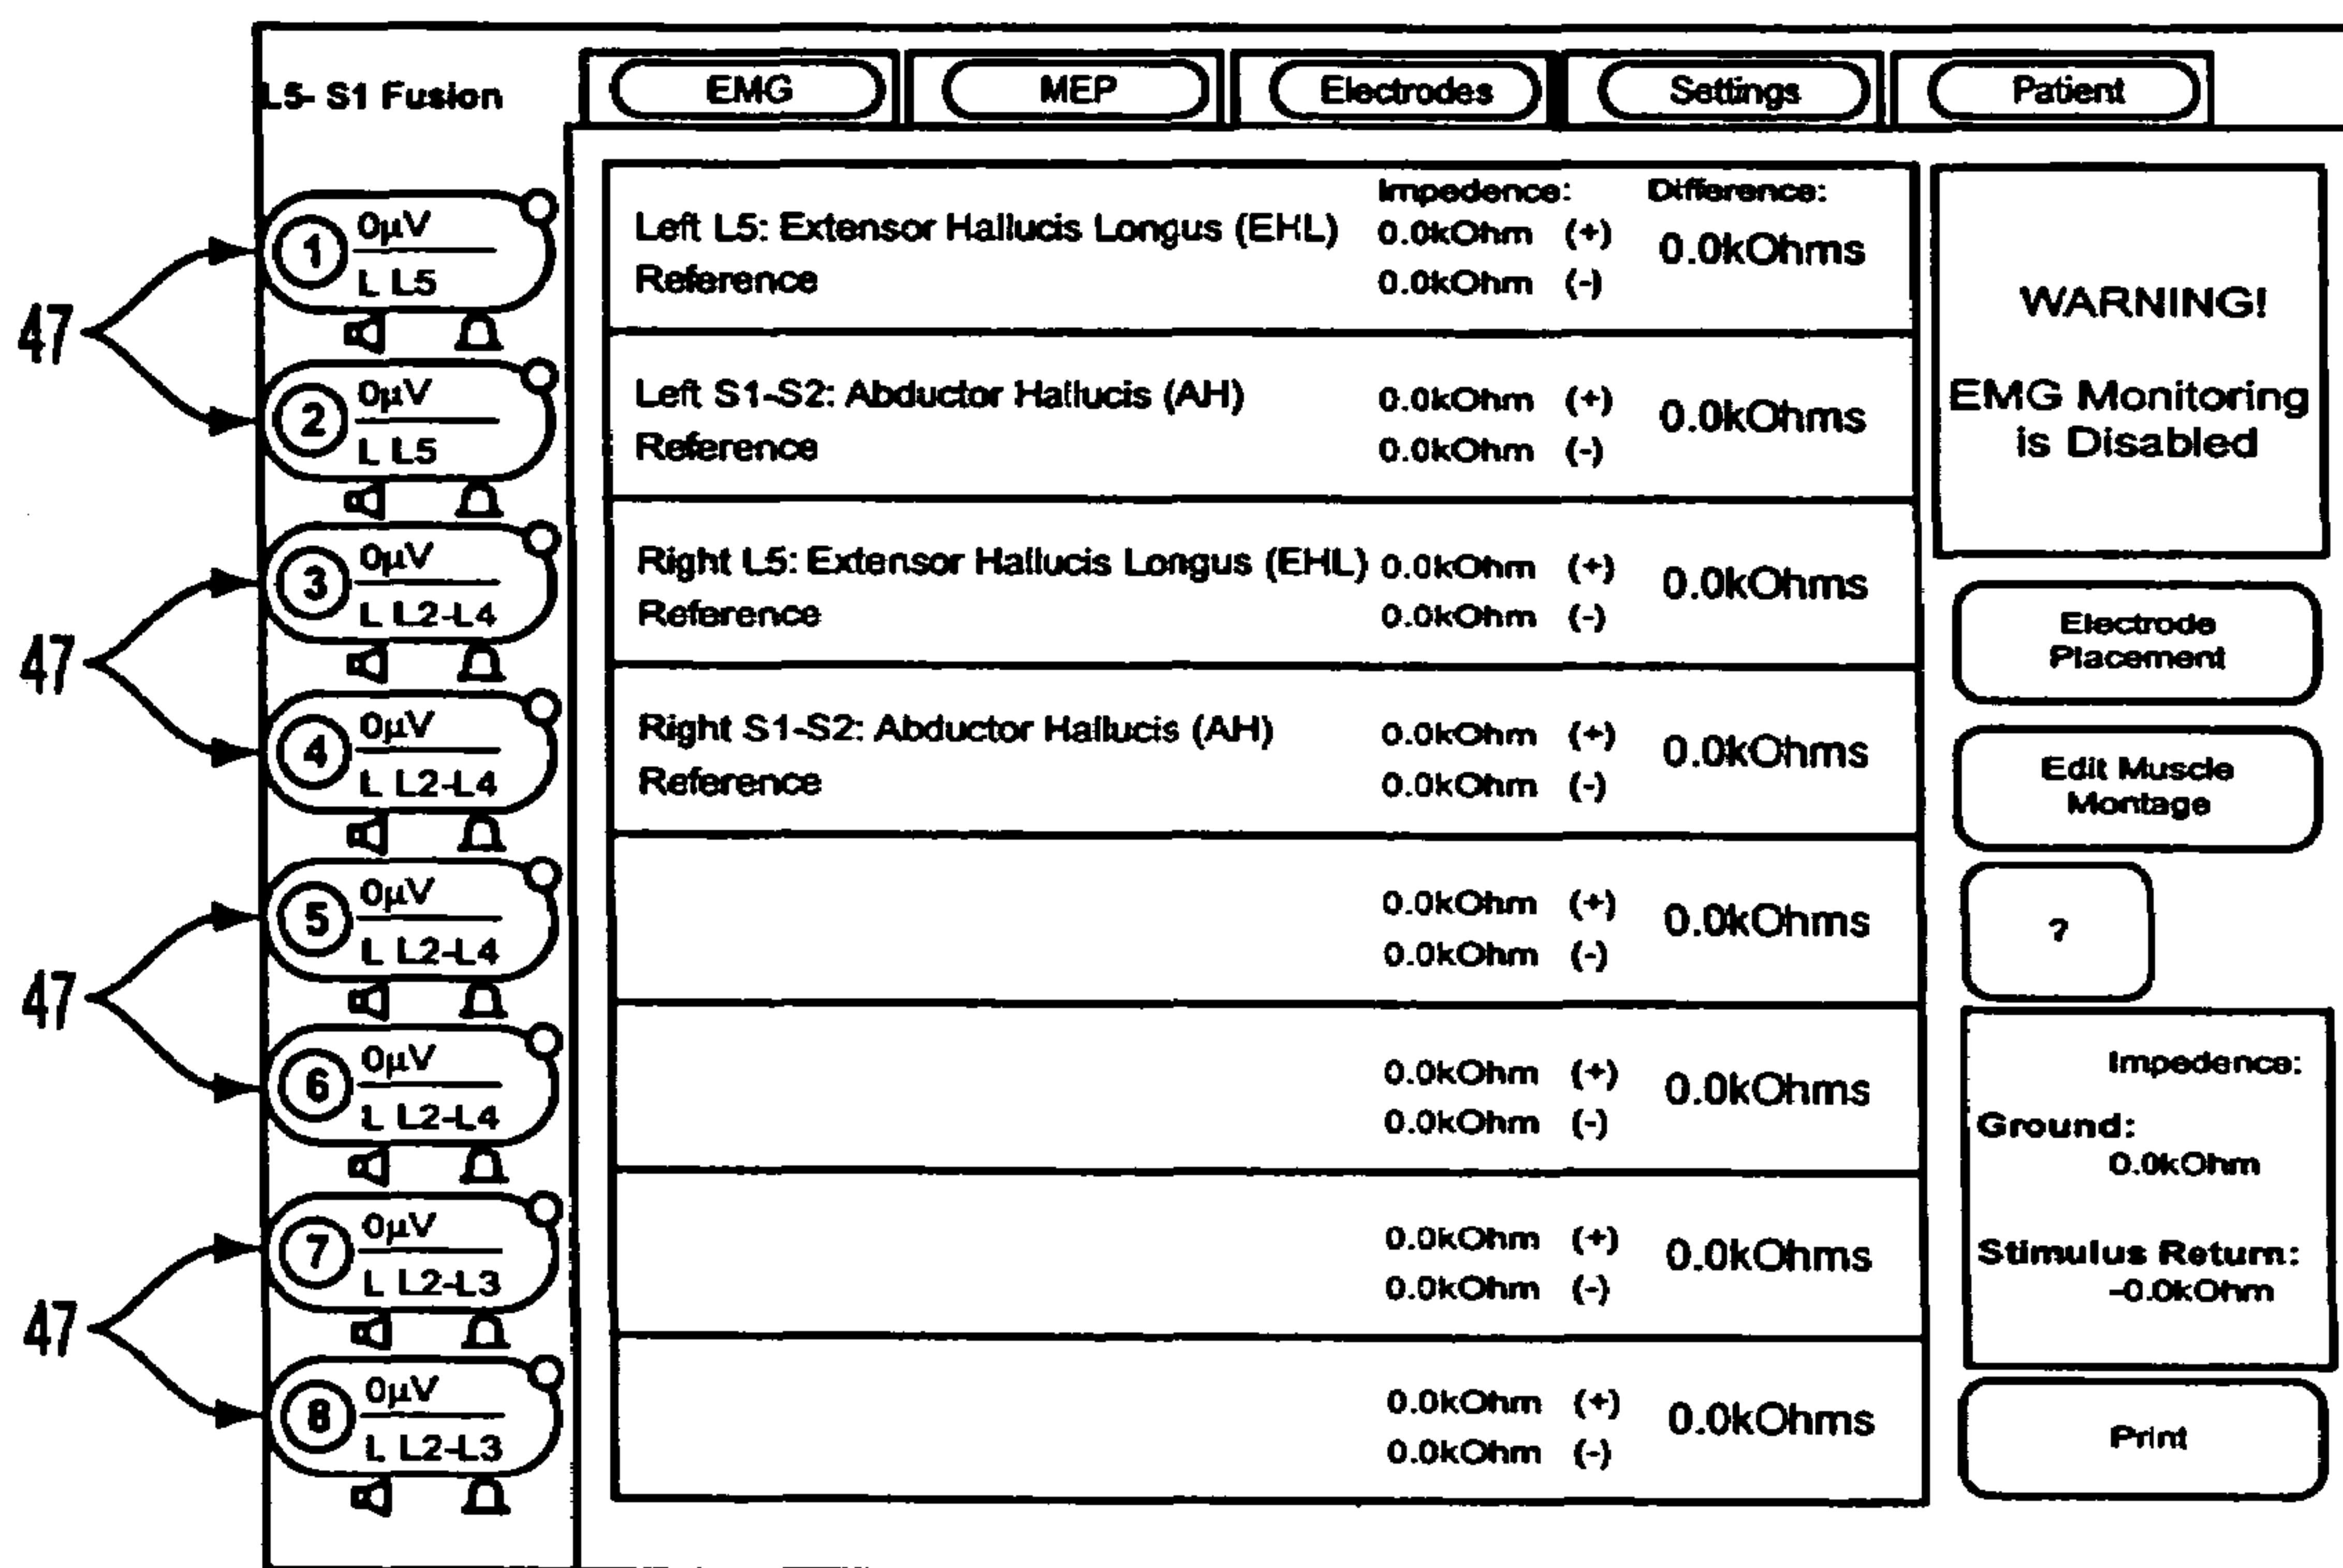 L5- S1 Fusion
EMG
MEP
Electrodes
Settings
Patient
47
47
47
47
1 0µV
L L5
2 0µV
L L5
3 0µV
L L2-L4
4 0µV
L L2-L4
5 0µV
L L2-L4
6 0µV
L L2-L4
7 0µV
L L2-L3
8 0µV
L L2-L3
Impedence: Difference:
Left L5: Extensor Hallucis Longus (EHL) 0.0kOhm (+) 0.0kOhms
Reference 0.0kOhm (-)
Left S1-S2: Abductor Hallucis (AH) 0.0kOhm (+) 0.0kOhms
Reference 0.0kOhm (-)
Right L5: Extensor Hallucis Longus (EHL) 0.0kOhm (+) 0.0kOhms
Reference 0.0kOhm (-)
Right S1-S2: Abductor Hallucis (AH) 0.0kOhm (+) 0.0kOhms
Reference 0.0kOhm (-)
0.0kOhm (+) 0.0kOhms
0.0kOhm (-)
0.0kOhm (+) 0.0kOhms
0.0kOhm (-)
0.0kOhm (+) 0.0kOhms
0.0kOhm (-)
0.0kOhm (+) 0.0kOhms
0.0kOhm (-)
WARNING!
EMG Monitoring
is Disabled
Electrode
Placement
Edit Muscle
Montage
?
Impedence:
Ground:
0.0kOhm
Stimulus Return:
-0.0kOhm
Print